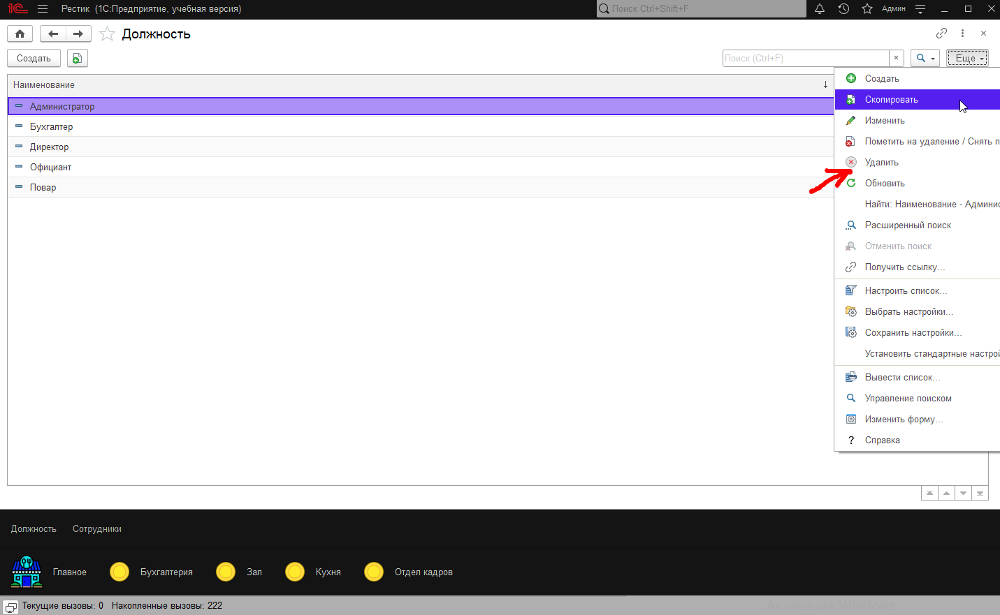 1С Рестик (1С:Предприятие, учебная версия) Поиск Ctrl+Shift+F Админ
Должность
Создать Поиск (Ctrl+F) × Еще
Наименование ↓
Администратор
Бухгалтер
Директор
Официант
Повар
Создать
Скопировать
Изменить
Пометить на удаление / Снять п
Удалить
Обновить
Найти: Наименование - Админис
Расширенный поиск
Отменить поиск
Получить ссылку...
Настроить список...
Выбрать настройки...
Сохранить настройки...
Установить стандартные настрой
Вывести список...
Управление поиском
Изменить форму...
? Справка
Должность Сотрудники
Главное Бухгалтерия Зал Кухня Отдел кадров
Текущие вызовы: 0 Накопленные вызовы: 222
Активация Windows